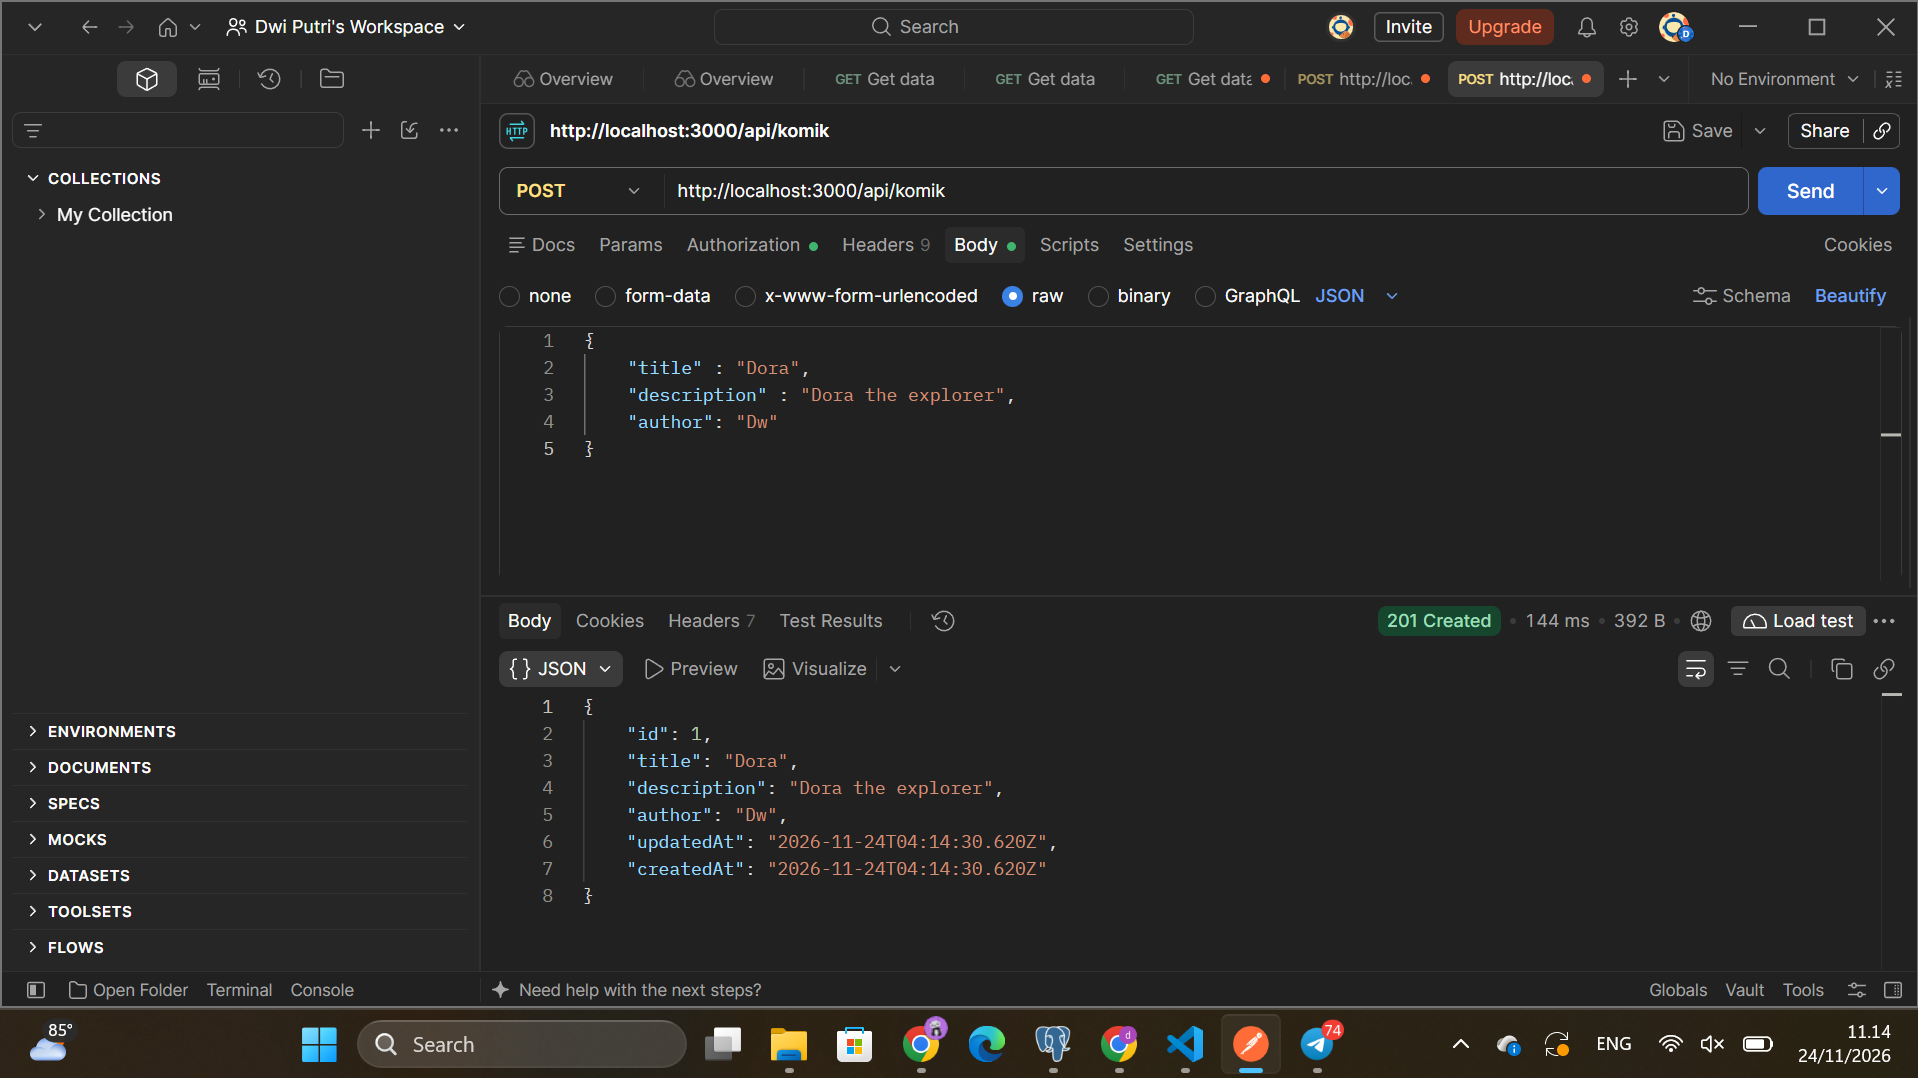 Dwi Putri's Workspace
Search
Invite
Upgrade
D
Overview
Overview
GET Get data
GET Get data
GET Get data
POST http://loc
POST http://loc
No Environment
HTTP http://localhost:3000/api/komik
Save
Share
COLLECTIONS
My Collection
POST
http://localhost:3000/api/komik
Send
Docs
Params
Authorization
Headers 9
Body
Scripts
Settings
Cookies
none
form-data
x-www-form-urlencoded
raw
binary
GraphQL
JSON
Schema
Beautify
1 {
2 "title" : "Dora",
3 "description" : "Dora the explorer",
4 "author": "Dw"
5 }
Body
Cookies
Headers 7
Test Results
201 Created
144 ms
392 B
Load test
{ } JSON
Preview
Visualize
1 {
2 "id": 1,
3 "title": "Dora",
4 "description": "Dora the explorer",
5 "author": "Dw",
6 "updatedAt": "2026-11-24T04:14:30.620Z",
7 "createdAt": "2026-11-24T04:14:30.620Z"
8 }
ENVIRONMENTS
DOCUMENTS
SPECS
MOCKS
DATASETS
TOOLSETS
FLOWS
Open Folder
Terminal
Console
Need help with the next steps?
Globals
Vault
Tools
85°
Search
d
74
ENG
11.14
24/11/2026